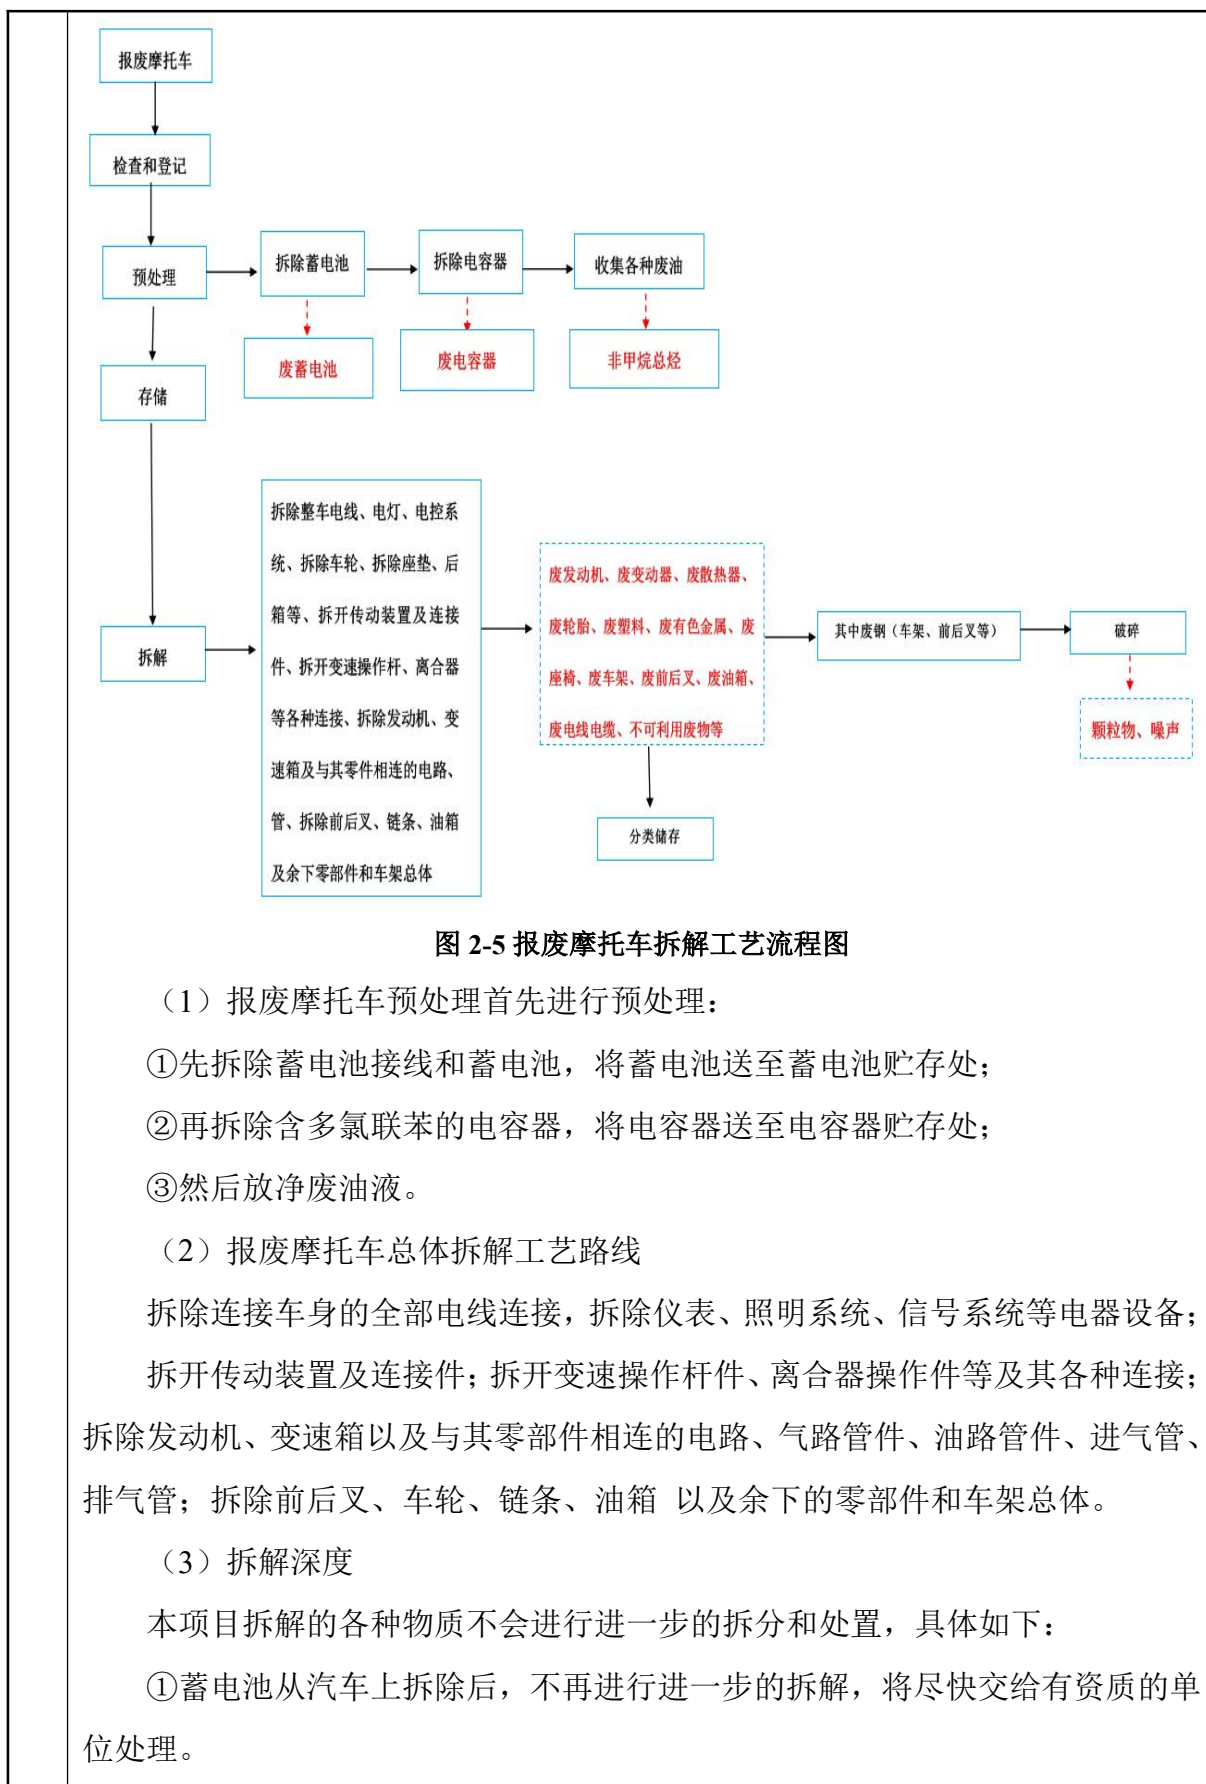 报废摩托车
检查和登记
预处理
拆除蓄电池
拆除电容器
收集各种废油
废蓄电池
废电容器
非甲烷总烃
存储
拆解
拆除整车电线、电灯、电控系
统、拆除车轮、拆除座垫、后
箱等、拆开传动装置及连接
件、拆开变速操作杆、离合器
等各种连接、拆除发动机、变
速箱及与其零件相连的电路、
管、拆除前后叉、链条、油箱
及余下零部件和车架总体
废发动机、废变动器、废散热器、
废轮胎、废塑料、废有色金属、废
座椅、废车架、废前后叉、废油箱、
废电线电缆、不可利用废物等
其中废钢（车架、前后叉等）
破碎
颗粒物、噪声
分类储存
图 2-5 报废摩托车拆解工艺流程图
（1）报废摩托车预处理首先进行预处理：
①先拆除蓄电池接线和蓄电池，将蓄电池送至蓄电池贮存处；
②再拆除含多氯联苯的电容器，将电容器送至电容器贮存处；
③然后放净废油液。
（2）报废摩托车总体拆解工艺路线
拆除连接车身的全部电线连接，拆除仪表、照明系统、信号系统等电器设备；
拆开传动装置及连接件；拆开变速操作杆件、离合器操作件等及其各种连接；
拆除发动机、变速箱以及与其零部件相连的电路、气路管件、油路管件、进气管、
排气管；拆除前后叉、车轮、链条、油箱 以及余下的零部件和车架总体。
（3）拆解深度
本项目拆解的各种物质不会进行进一步的拆分和处置，具体如下：
①蓄电池从汽车上拆除后，不再进行进一步的拆解，将尽快交给有资质的单
位处理。